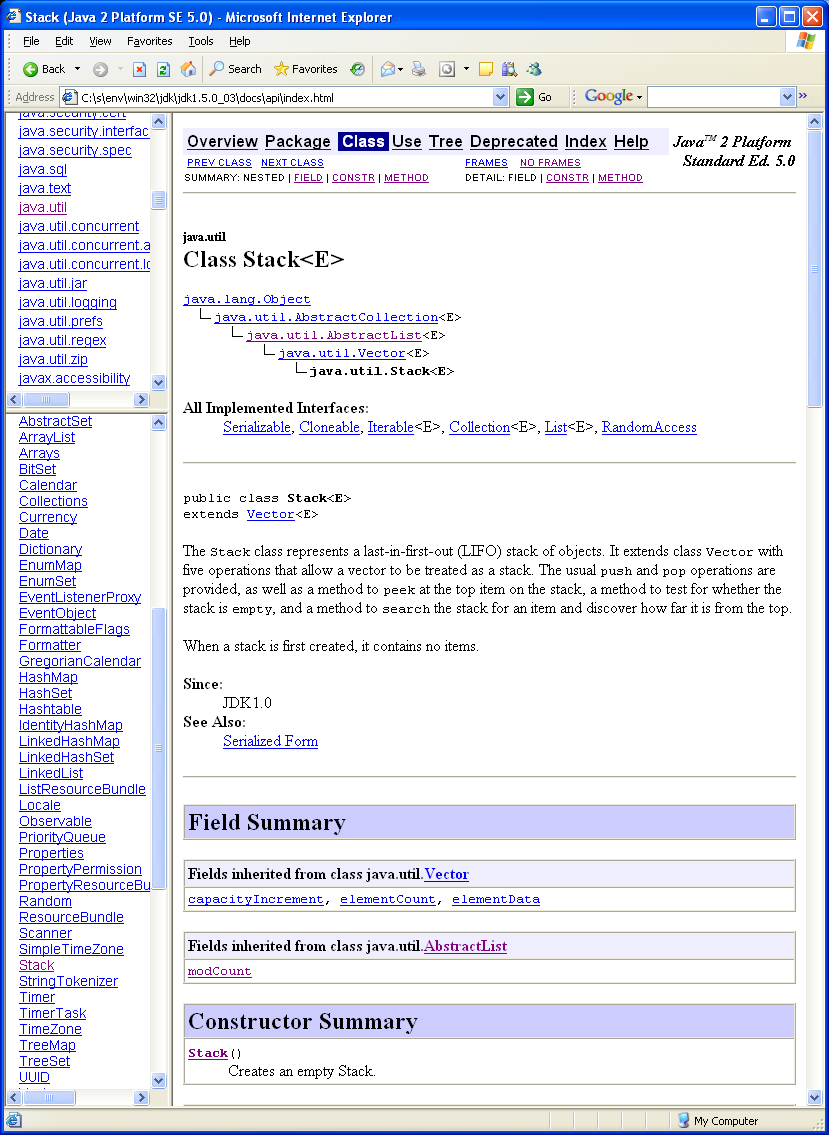 Stack (Java 2 Platform SE 5.0) - Microsoft Internet Explorer
File Edit View Favorites Tools Help
Back Search Favorites
Address C:\s\env\win32\jdk\jdk1.5.0_03\docs\api\index.html Go Google »
java.security.cert
java.security.interfac
java.security.spec
java.sql
java.text
java.util
java.util.concurrent
java.util.concurrent.a
java.util.concurrent.lo
java.util.jar
java.util.logging
java.util.prefs
java.util.regex
java.util.zip
javax.accessibility
AbstractSet
ArrayList
Arrays
BitSet
Calendar
Collections
Currency
Date
Dictionary
EnumMap
EnumSet
EventListenerProxy
EventObject
FormattableFlags
Formatter
GregorianCalendar
HashMap
HashSet
Hashtable
IdentityHashMap
LinkedHashMap
LinkedHashSet
LinkedList
ListResourceBundle
Locale
Observable
PriorityQueue
Properties
PropertyPermission
PropertyResourceBu
Random
ResourceBundle
Scanner
SimpleTimeZone
Stack
StringTokenizer
Timer
TimerTask
TimeZone
TreeMap
TreeSet
UUID
Overview Package Class Use Tree Deprecated Index Help
Java™ 2 Platform
Standard Ed. 5.0
PREV CLASS NEXT CLASS FRAMES NO FRAMES
SUMMARY: NESTED | FIELD | CONSTR | METHOD DETAIL: FIELD | CONSTR | METHOD
java.util
Class Stack<E>
java.lang.Object
java.util.AbstractCollection<E>
java.util.AbstractList<E>
java.util.Vector<E>
java.util.Stack<E>
All Implemented Interfaces:
Serializable, Cloneable, Iterable<E>, Collection<E>, List<E>, RandomAccess
public class Stack<E>
extends Vector<E>
The Stack class represents a last-in-first-out (LIFO) stack of objects. It extends class Vector with
five operations that allow a vector to be treated as a stack. The usual push and pop operations are
provided, as well as a method to peek at the top item on the stack, a method to test for whether the
stack is empty, and a method to search the stack for an item and discover how far it is from the top.
When a stack is first created, it contains no items.
Since:
JDK1.0
See Also:
Serialized Form
Field Summary
Fields inherited from class java.util.Vector
capacityIncrement, elementCount, elementData
Fields inherited from class java.util.AbstractList
modCount
Constructor Summary
Stack()
Creates an empty Stack.
My Computer